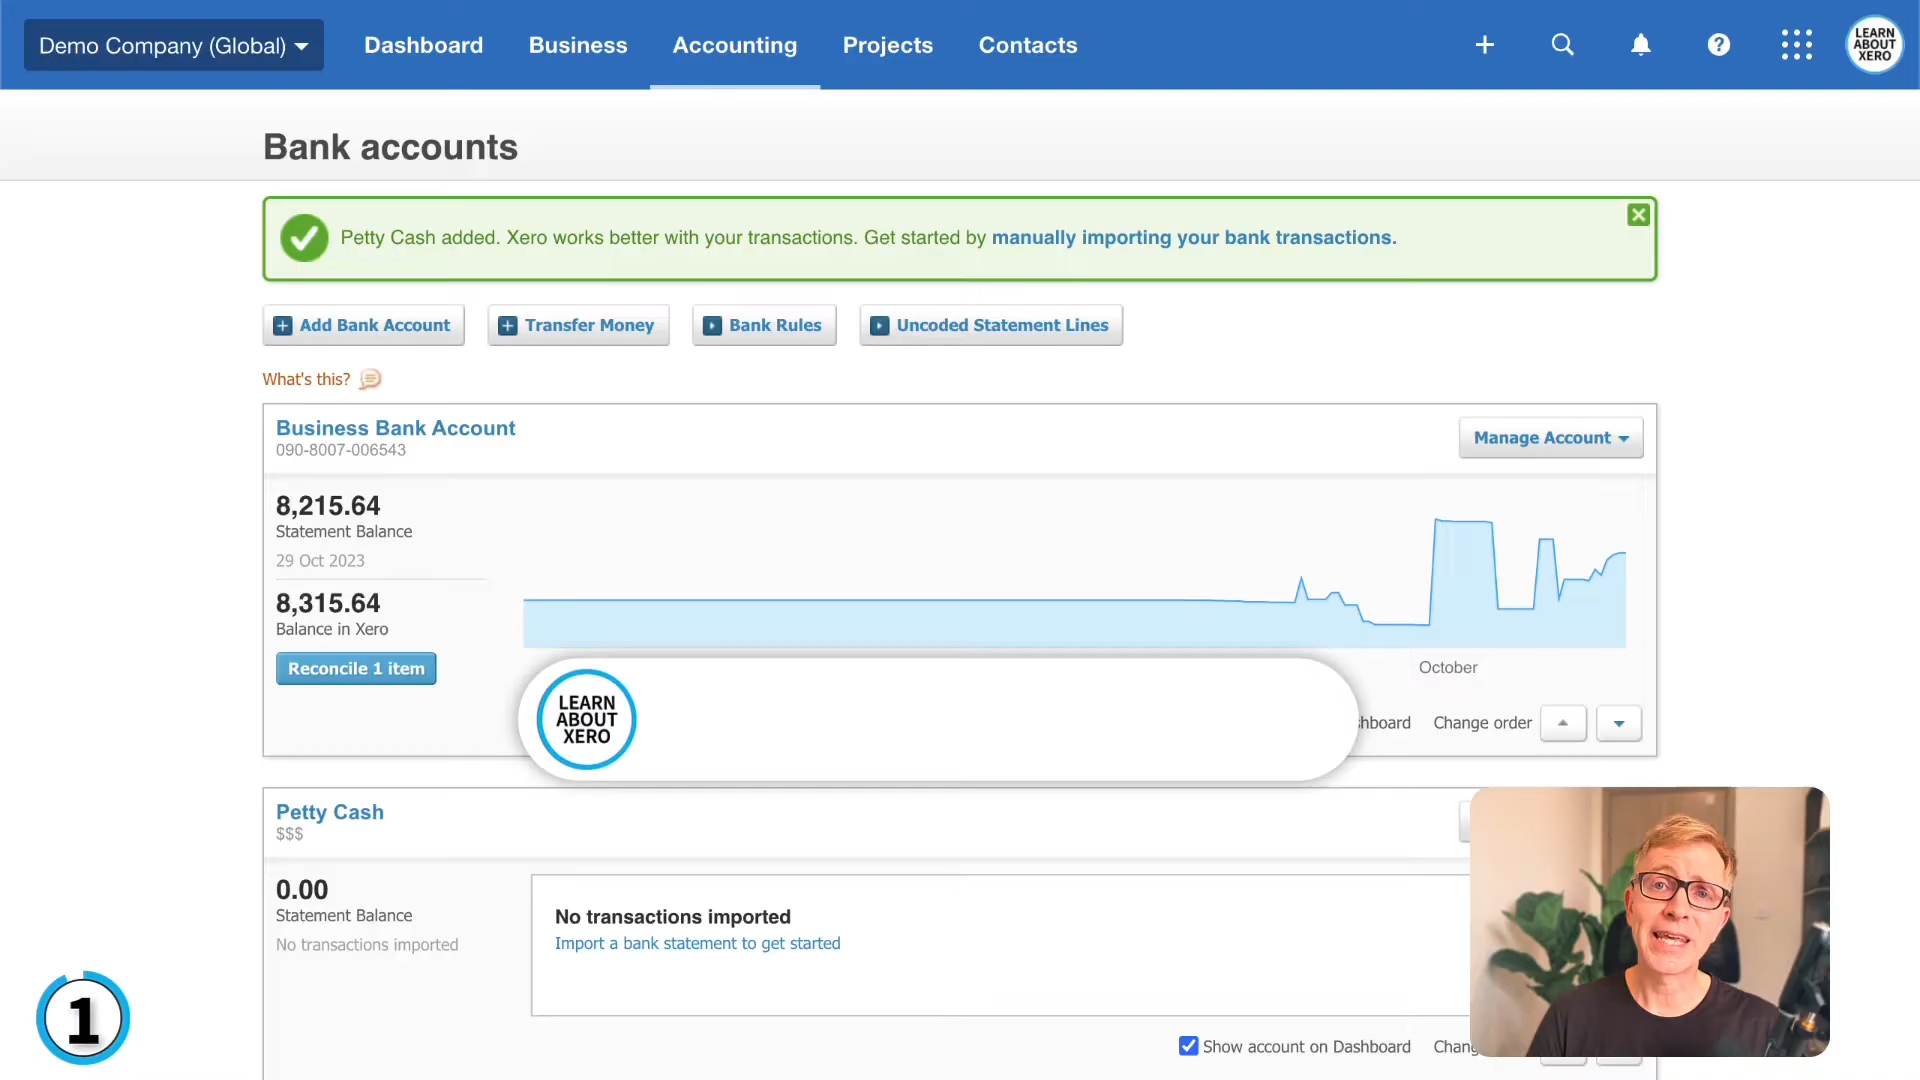 Demo Company (Global)
Dashboard
Business
Accounting
Projects
Contacts
LEARN
ABOUT
XERO
Bank accounts
Petty Cash added. Xero works better with your transactions. Get started by manually importing your bank transactions.
Add Bank Account
Transfer Money
Bank Rules
Uncoded Statement Lines
What's this?
Business Bank Account
090-8007-006543
Manage Account
8,215.64
Statement Balance
29 Oct 2023
8,315.64
Balance in Xero
Reconcile 1 item
October
LEARN
ABOUT
XERO
Change order
Petty Cash
$$$
0.00
Statement Balance
No transactions imported
No transactions imported
Import a bank statement to get started
Show account on Dashboard
1